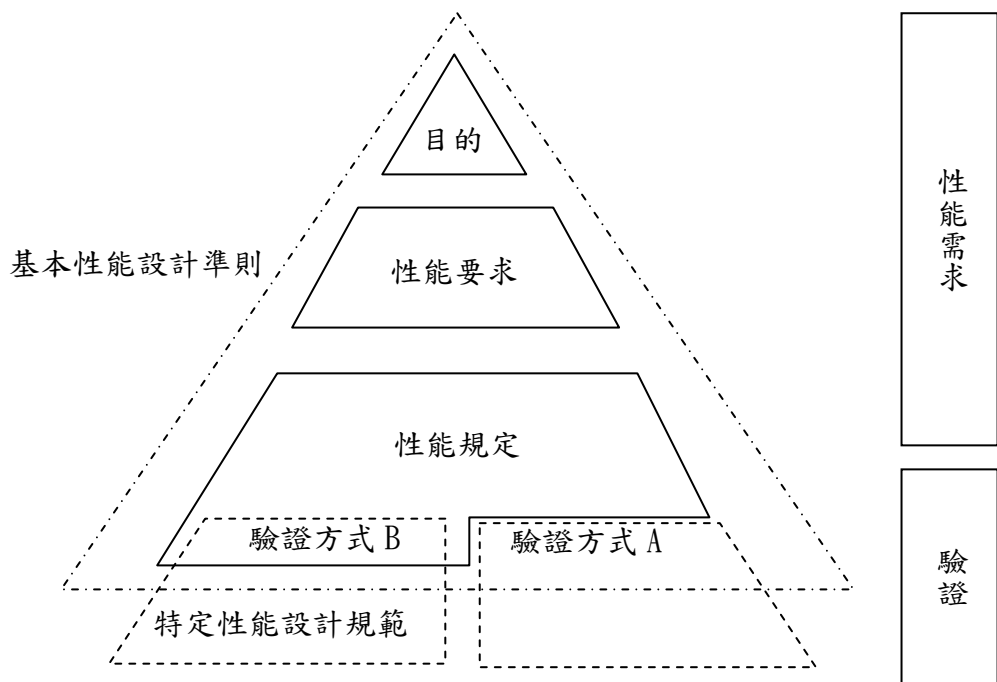 目的
性能需求
基本性能設計準則
性能要求
性能規定
驗證方式 B
驗證方式 A
驗證
特定性能設計規範